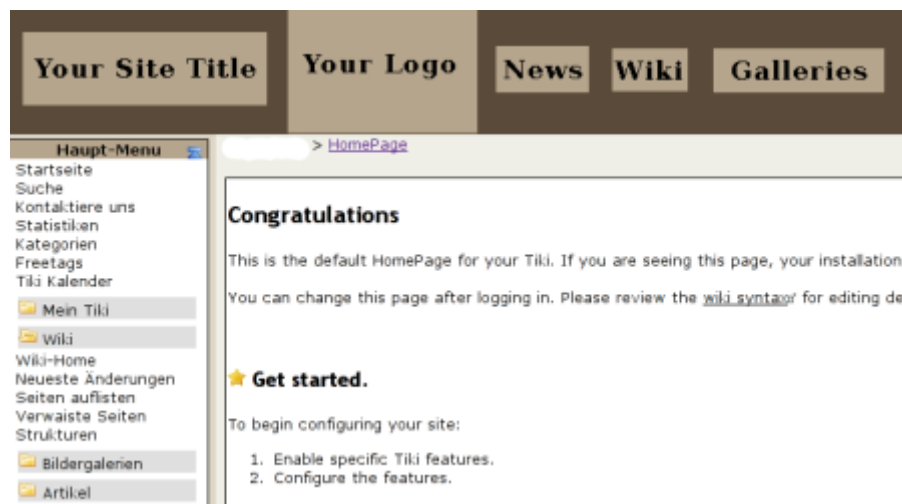 Your Site Title
Your Logo
News
Wiki
Galleries
Haupt-Menu
Startseite
Suche
Kontaktiere uns
Statistiken
Kategorien
Freetags
Tiki Kalender
Mein Tiki
Wiki
Wiki-Home
Neueste Änderungen
Seiten auflisten
Verwaiste Seiten
Strukturen
Bildergalerien
Artikel
> HomePage
Congratulations
This is the default HomePage for your Tiki. If you are seeing this page, your installation
You can change this page after logging in. Please review the wiki syntax for editing de
Get started.
To begin configuring your site:
1. Enable specific Tiki features.
2. Configure the features.